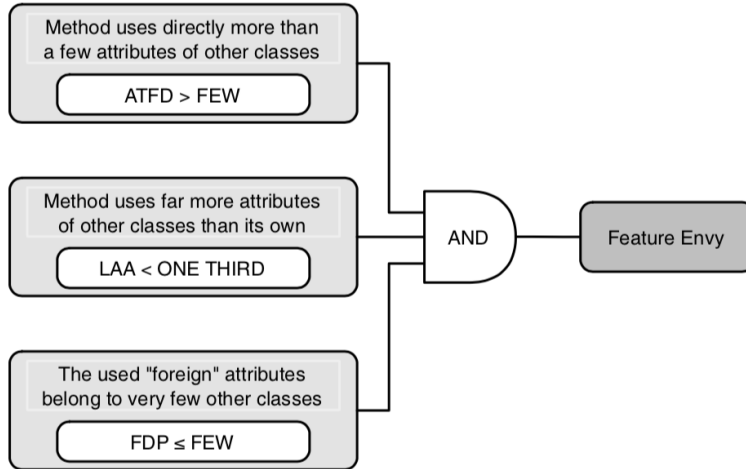 Method uses directly more than
a few attributes of other classes
ATFD > FEW
Method uses far more attributes
of other classes than its own
LAA < ONE THIRD
The used "foreign" attributes
belong to very few other classes
FDP ≤ FEW
AND
Feature Envy